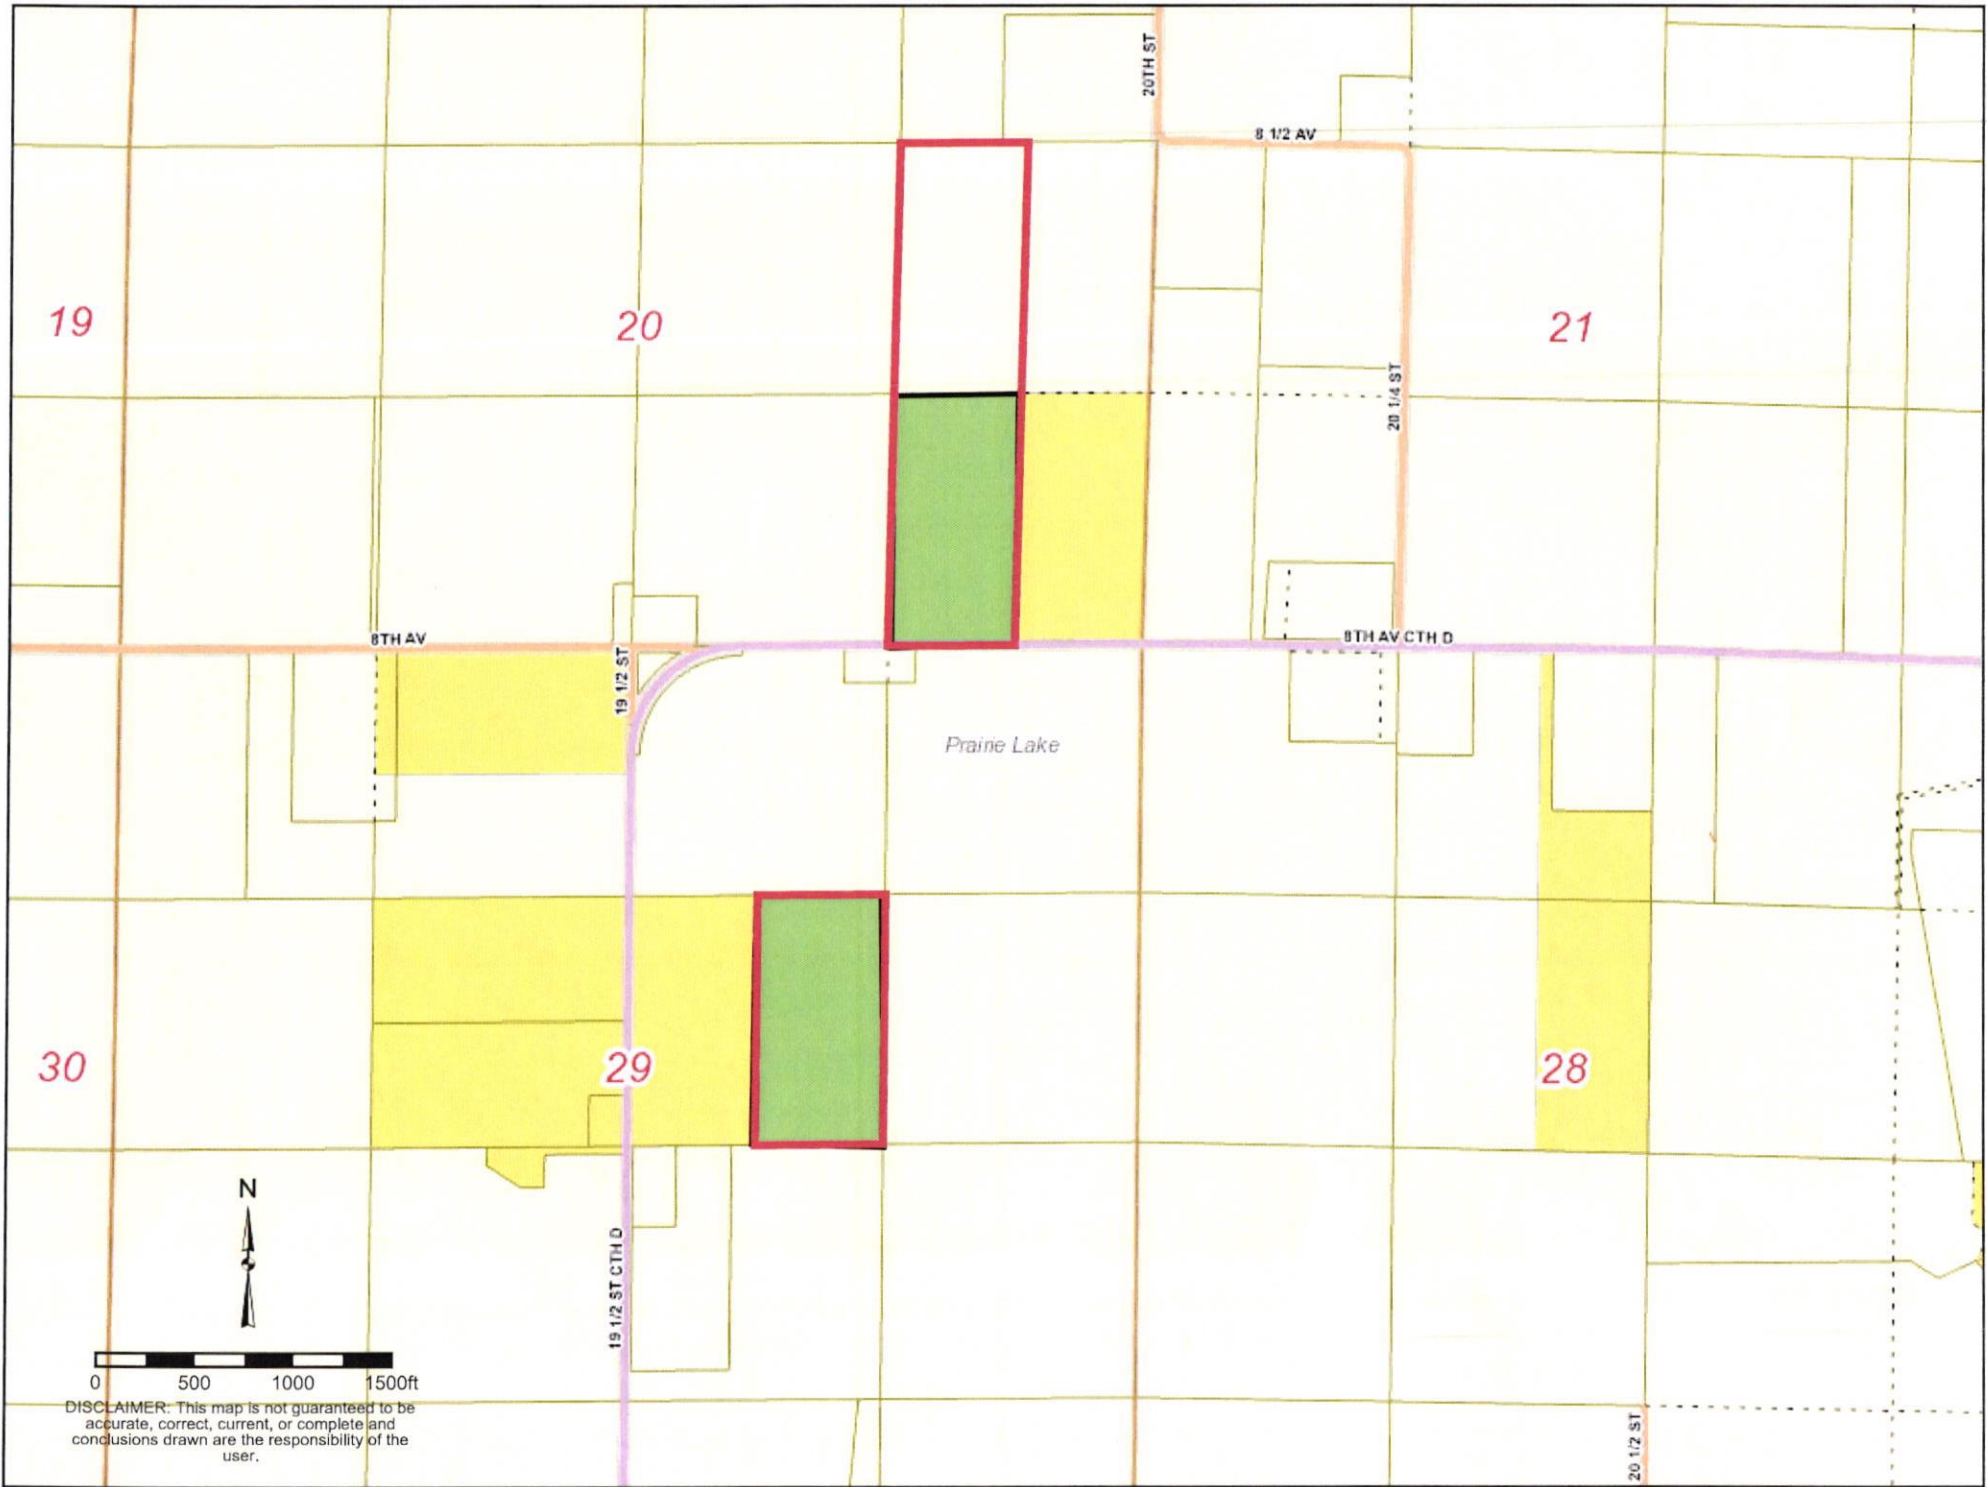 20TH ST
8 1/2 AV
19
20
21
20 1/4 ST
8TH AV
8TH AV CTH D
19 1/2 ST
Prairie Lake
30
29
28
N
19 1/2 ST CTH D
0 500 1000 1500ft
DISCLAIMER: This map is not guaranteed to be
accurate, correct, current, or complete and
conclusions drawn are the responsibility of the
user.
20 1/2 ST